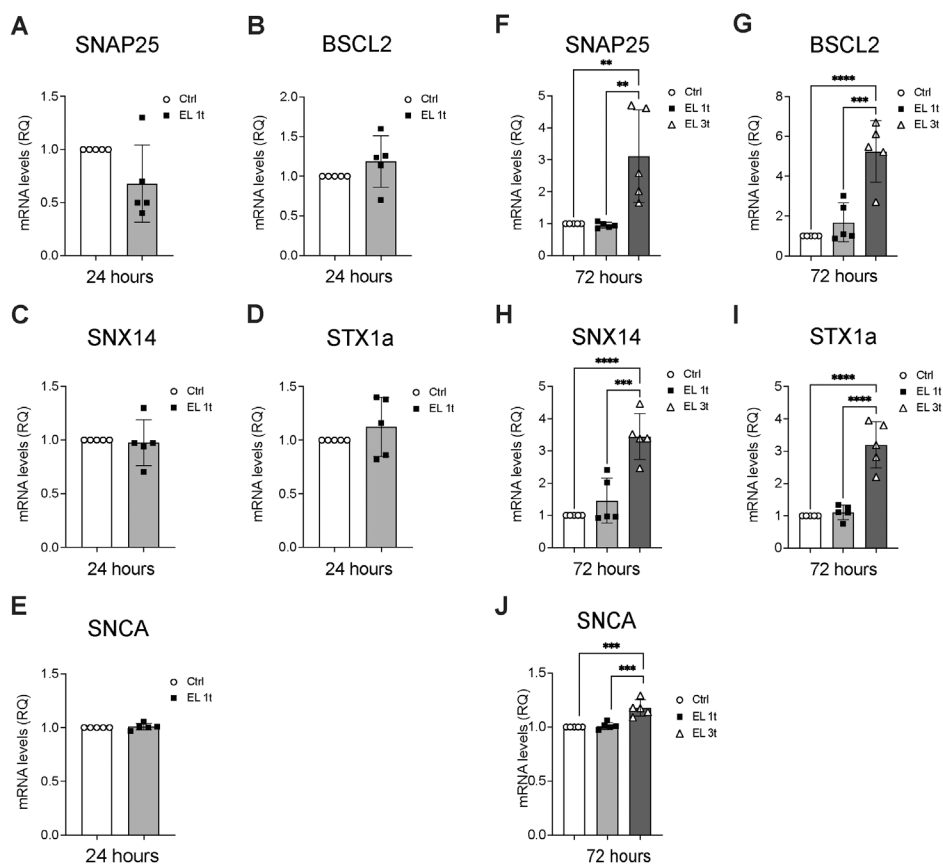 A
SNAP25
mRNA levels (RQ)
1.5
1.0
0.5
0.0
Ctrl
EL 1t
24 hours
B
BSCL2
mRNA levels (RQ)
2.0
1.5
1.0
0.5
0.0
Ctrl
EL 1t
24 hours
F
SNAP25
**
**
mRNA levels (RQ)
5
4
3
2
1
0
Ctrl
EL 1t
EL 3t
72 hours
G
BSCL2
****
***
mRNA levels (RQ)
8
6
4
2
0
Ctrl
EL 1t
EL 3t
72 hours
C
SNX14
mRNA levels (RQ)
1.5
1.0
0.5
0.0
Ctrl
EL 1t
24 hours
D
STX1a
mRNA levels (RQ)
1.5
1.0
0.5
0.0
Ctrl
EL 1t
24 hours
H
SNX14
****
***
mRNA levels (RQ)
5
4
3
2
1
0
Ctrl
EL 1t
EL 3t
72 hours
I
STX1a
****
****
mRNA levels (RQ)
5
4
3
2
1
0
Ctrl
EL 1t
EL 3t
72 hours
E
SNCA
mRNA levels (RQ)
1.5
1.0
0.5
0.0
Ctrl
EL 1t
24 hours
J
SNCA
***
***
mRNA levels (RQ)
1.5
1.0
0.5
0.0
Ctrl
EL 1t
EL 3t
72 hours